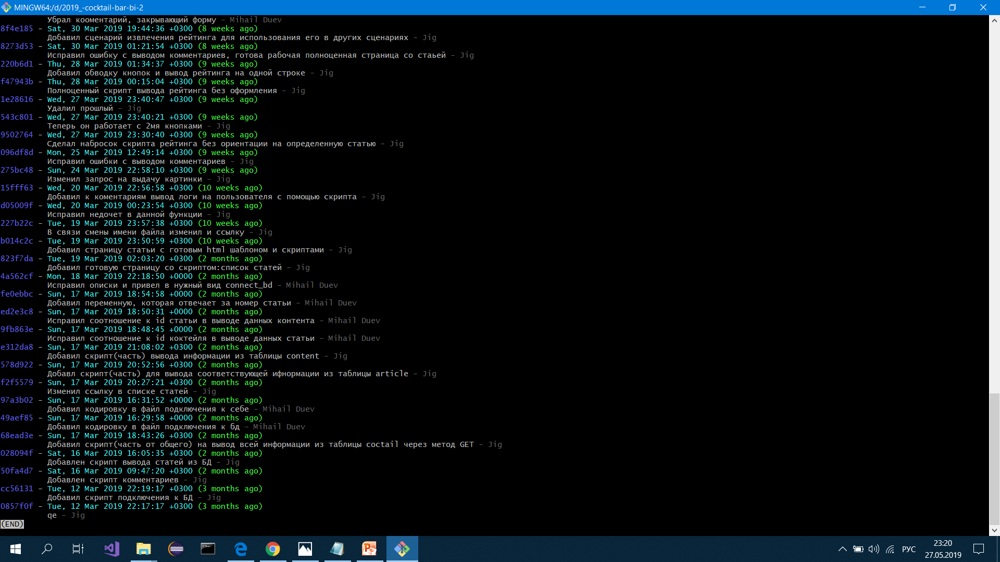 MINGW64:/d/2019_-cocktail-bar-bi-2
Убрал кооментарий, закрывающий форму - Mihail Duev
8f4e185 - Sat, 30 Mar 2019 19:44:36 +0300 (8 weeks ago)
Добавил сценарий извлечения рейтинга для использования его в других сценариях - Jig
8273d53 - Sat, 30 Mar 2019 01:21:54 +0300 (8 weeks ago)
Исправил ошибку с выводом комментариев, готова рабочая полноценная страница со стаьей - Jig
220b6d1 - Thu, 28 Mar 2019 01:34:37 +0300 (9 weeks ago)
Добавил обводку кнопок и вывод рейтинга на одной строке - Jig
f47943b - Thu, 28 Mar 2019 00:15:04 +0300 (9 weeks ago)
Полноценный скрипт вывода рейтинга без оформления - Jig
1e28616 - Wed, 27 Mar 2019 23:40:47 +0300 (9 weeks ago)
Удалил прошлый - Jig
543c801 - Wed, 27 Mar 2019 23:40:21 +0300 (9 weeks ago)
Теперь он работает с 2мя кнопками - Jig
9502764 - Wed, 27 Mar 2019 23:30:40 +0300 (9 weeks ago)
Сделал набросок скрипта рейтинга без ориентации на определенную статью - Jig
096df8d - Mon, 25 Mar 2019 12:49:14 +0300 (9 weeks ago)
Исправил ошибки с выводом комментариев - Jig
275bc48 - Sun, 24 Mar 2019 22:58:10 +0300 (9 weeks ago)
Изменил запрос на выдачу картинки - Jig
15fff63 - Wed, 20 Mar 2019 22:56:58 +0300 (10 weeks ago)
Добавил к коментариям вывод логи на пользователя с помощью скрипта - Jig
d05009f - Wed, 20 Mar 2019 00:23:54 +0300 (10 weeks ago)
Исправил недочет в данной функции - Jig
227b22c - Tue, 19 Mar 2019 23:57:38 +0300 (10 weeks ago)
В связи смены имени файла изменил и ссылку - Jig
b014c2c - Tue, 19 Mar 2019 23:50:59 +0300 (10 weeks ago)
Добавил страницу статьи с готовым html шаблоном и скриптами - Jig
823f7da - Tue, 19 Mar 2019 02:03:20 +0300 (2 months ago)
Добавил готовую страницу со скриптом:список статей - Jig
4a562cf - Mon, 18 Mar 2019 22:18:50 +0000 (2 months ago)
Исправил описки и привел в нужный вид connect_bd - Mihail Duev
fe0ebbc - Sun, 17 Mar 2019 18:54:58 +0000 (2 months ago)
Добавил переменную, которая отвечает за номер статьи - Mihail Duev
ed2e3c8 - Sun, 17 Mar 2019 18:50:31 +0000 (2 months ago)
Исправил соотношение к id статьи в выводе данных контента - Mihail Duev
9fb863e - Sun, 17 Mar 2019 18:48:45 +0000 (2 months ago)
Исправил соотношение к id коктейля в выводе данных статьи - Mihail Duev
e312da8 - Sun, 17 Mar 2019 21:08:02 +0300 (2 months ago)
Добавил скрипт(часть) вывода информации из таблицы content - Jig
578d922 - Sun, 17 Mar 2019 20:52:56 +0300 (2 months ago)
Добавл скрипт(часть) для вывода соответствующей ифнормации из таблицы article - Jig
f2f5579 - Sun, 17 Mar 2019 20:27:21 +0300 (2 months ago)
Изменил ссылку в списке статей - Jig
97a3b02 - Sun, 17 Mar 2019 16:31:52 +0000 (2 months ago)
Добавил кодировку в файл подключения к себе - Mihail Duev
49aef85 - Sun, 17 Mar 2019 16:29:58 +0000 (2 months ago)
Добавил кодировку в файл подключения к бд - Mihail Duev
68ead3e - Sun, 17 Mar 2019 18:43:26 +0300 (2 months ago)
Добавил скрипт(часть от общего) на вывод всей информации из таблицы coctail через метод GET - Jig
028094f - Sat, 16 Mar 2019 16:05:35 +0300 (2 months ago)
Добавлен скрипт вывода статей из БД - Jig
50fa4d7 - Sat, 16 Mar 2019 09:47:20 +0300 (2 months ago)
Добавлен скрипт комментариев - Jig
cc56131 - Tue, 12 Mar 2019 22:19:17 +0300 (3 months ago)
Добавил скрипт подключения к БД - Jig
0857f0f - Tue, 12 Mar 2019 22:17:17 +0300 (3 months ago)
qe - Jig
(END)
РУС
23:20
27.05.2019